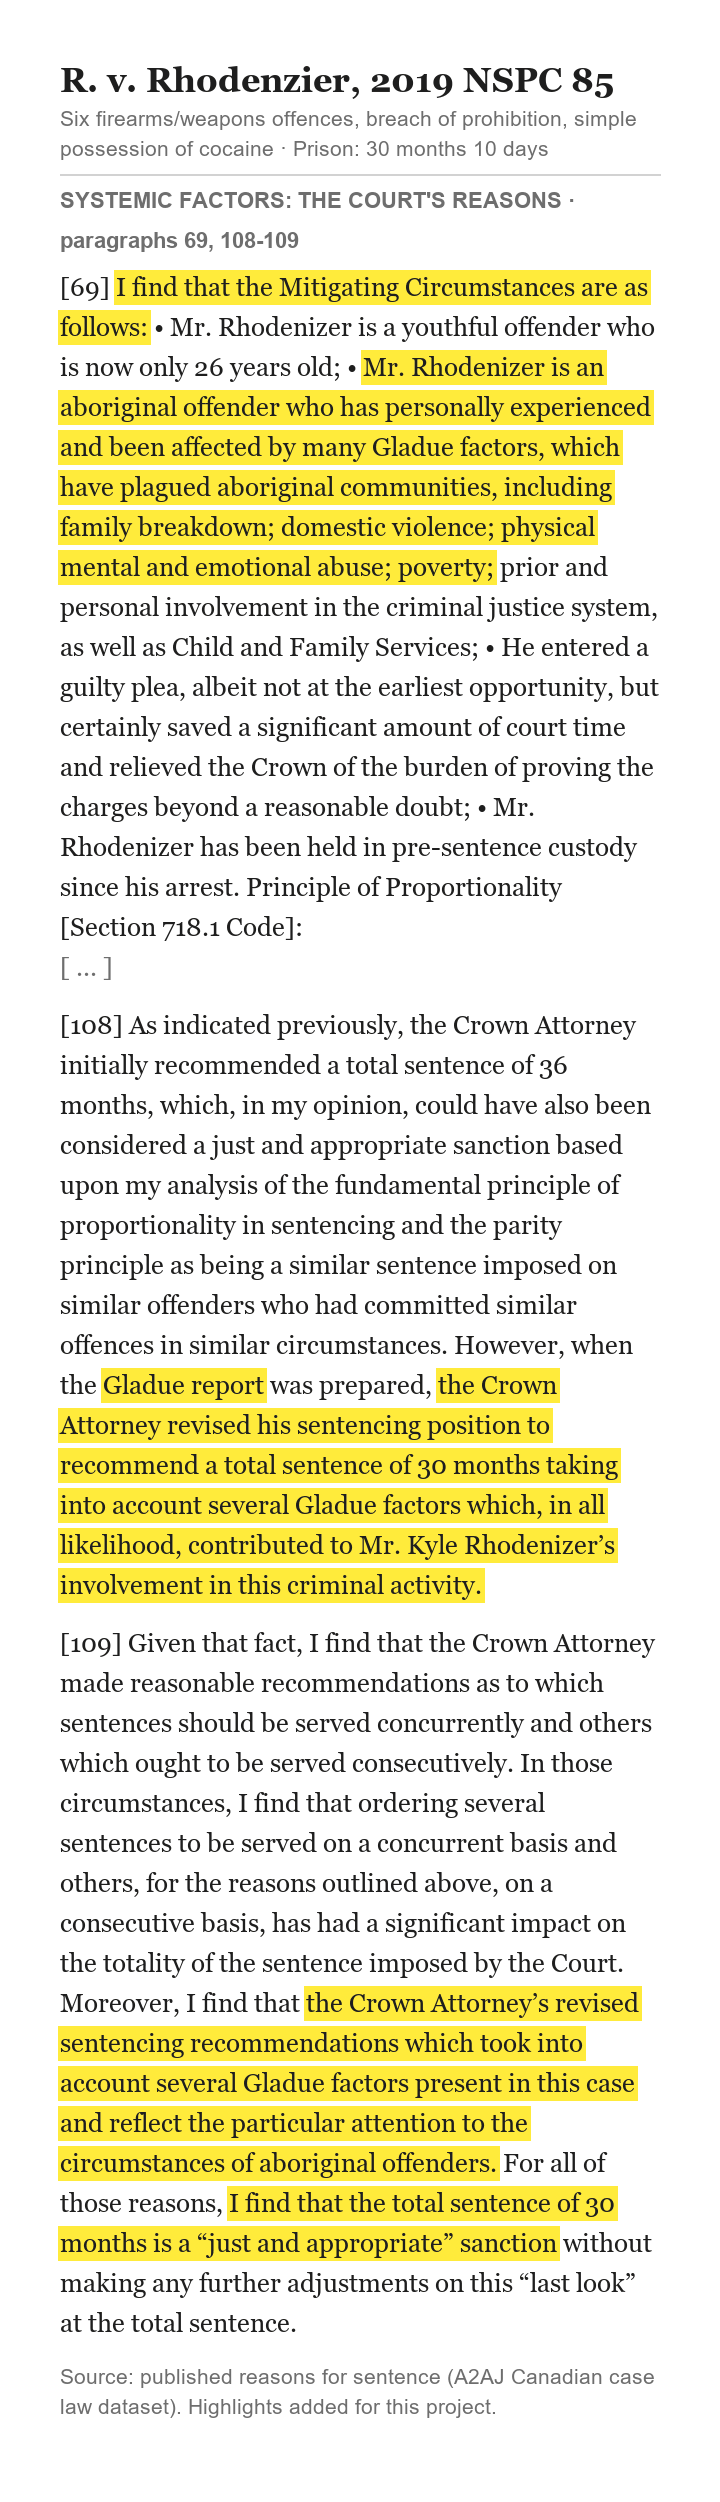 R. v. Rhodenzier, 2019 NSPC 85
Six firearms/weapons offences, breach of prohibition, simple
possession of cocaine · Prison: 30 months 10 days
SYSTEMIC FACTORS: THE COURT'S REASONS ·
paragraphs 69, 108-109
[69] I find that the Mitigating Circumstances are as
follows: • Mr. Rhodenizer is a youthful offender who
is now only 26 years old; • Mr. Rhodenizer is an
aboriginal offender who has personally experienced
and been affected by many Gladue factors, which
have plagued aboriginal communities, including
family breakdown; domestic violence; physical
mental and emotional abuse; poverty; prior and
personal involvement in the criminal justice system,
as well as Child and Family Services; • He entered a
guilty plea, albeit not at the earliest opportunity, but
certainly saved a significant amount of court time
and relieved the Crown of the burden of proving the
charges beyond a reasonable doubt; • Mr.
Rhodenizer has been held in pre-sentence custody
since his arrest. Principle of Proportionality
[Section 718.1 Code]:
[ ... ]
[108] As indicated previously, the Crown Attorney
initially recommended a total sentence of 36
months, which, in my opinion, could have also been
considered a just and appropriate sanction based
upon my analysis of the fundamental principle of
proportionality in sentencing and the parity
principle as being a similar sentence imposed on
similar offenders who had committed similar
offences in similar circumstances. However, when
the Gladue report was prepared, the Crown
Attorney revised his sentencing position to
recommend a total sentence of 30 months taking
into account several Gladue factors which, in all
likelihood, contributed to Mr. Kyle Rhodenizer’s
involvement in this criminal activity.
[109] Given that fact, I find that the Crown Attorney
made reasonable recommendations as to which
sentences should be served concurrently and others
which ought to be served consecutively. In those
circumstances, I find that ordering several
sentences to be served on a concurrent basis and
others, for the reasons outlined above, on a
consecutive basis, has had a significant impact on
the totality of the sentence imposed by the Court.
Moreover, I find that the Crown Attorney’s revised
sentencing recommendations which took into
account several Gladue factors present in this case
and reflect the particular attention to the
circumstances of aboriginal offenders. For all of
those reasons, I find that the total sentence of 30
months is a “just and appropriate” sanction without
making any further adjustments on this “last look”
at the total sentence.
Source: published reasons for sentence (A2AJ Canadian case
law dataset). Highlights added for this project.